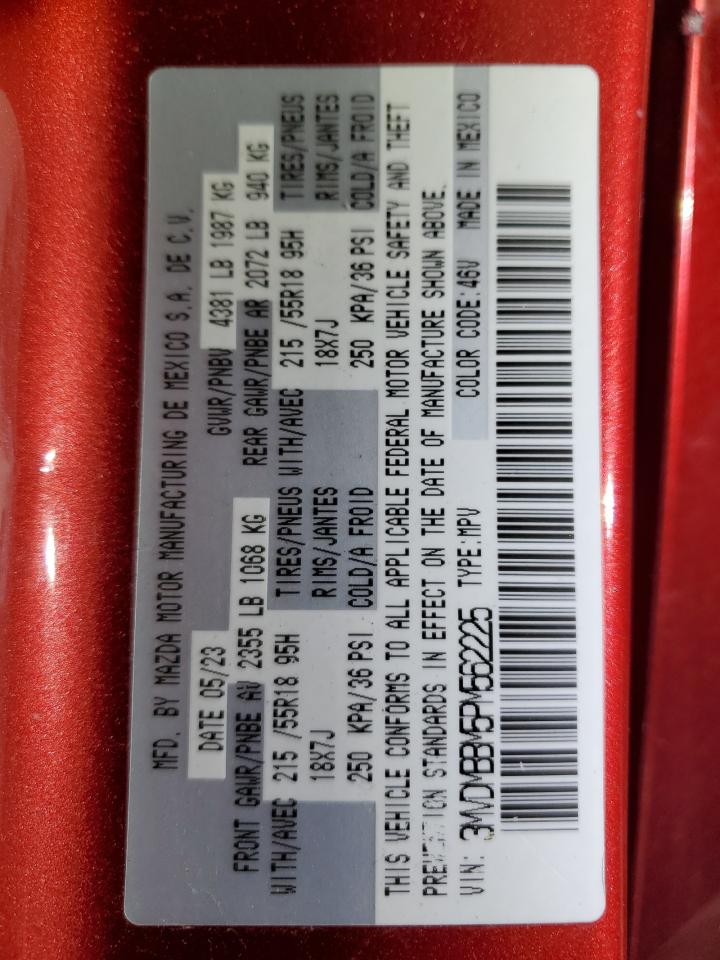 MFD. BY MAZDA MOTOR MANUFACTURING DE MEXICO S.A. DE C.V.
DATE 05/23 GVWR/PNBV 4381 LB 1987 KG
FRONT GAWR/PNBE AV 2355 LB 1068 KG REAR GAWR/PNBE AR 2072 LB 940 KG
WITH/AVEC 215 /55R18 95H TIRES/PNEUS WITH/AVEC 215 /55R18 95H TIRES/PNEUS
18X7J RIMS/JANTES 18X7J RIMS/JANTES
250 KPA/36 PSI COLD/A FROID 250 KPA/36 PSI COLD/A FROID
THIS VEHICLE CONFORMS TO ALL APPLICABLE FEDERAL MOTOR VEHICLE SAFETY AND THEFT
PREVENTION STANDARDS IN EFFECT ON THE DATE OF MANUFACTURE SHOWN ABOVE.
VIN: 3MVDMBBM5PM562225 TYPE:MPV COLOR CODE:46V MADE IN MEXICO